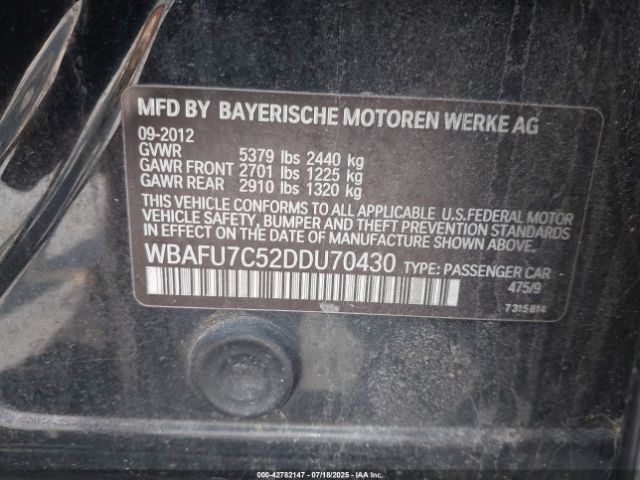 MFD BY BAYERISCHE MOTOREN WERKE AG
09-2012
GVWR 5379 lbs 2440 kg
GAWR FRONT 2701 lbs 1225 kg
GAWR REAR 2910 lbs 1320 kg
THIS VEHICLE CONFORMS TO ALL APPLICABLE U.S.FEDERAL MOTOR
VEHICLE SAFETY, BUMPER AND THEFT PREVENTION STANDARDS
IN EFFECT ON THE DATE OF MANUFACTURE SHOWN ABOVE.
WBAFU7C52DDU70430 TYPE: PASSENGER CAR
475/9
7315814
000-42782147 | 07/18/2025 | IAAI.COM